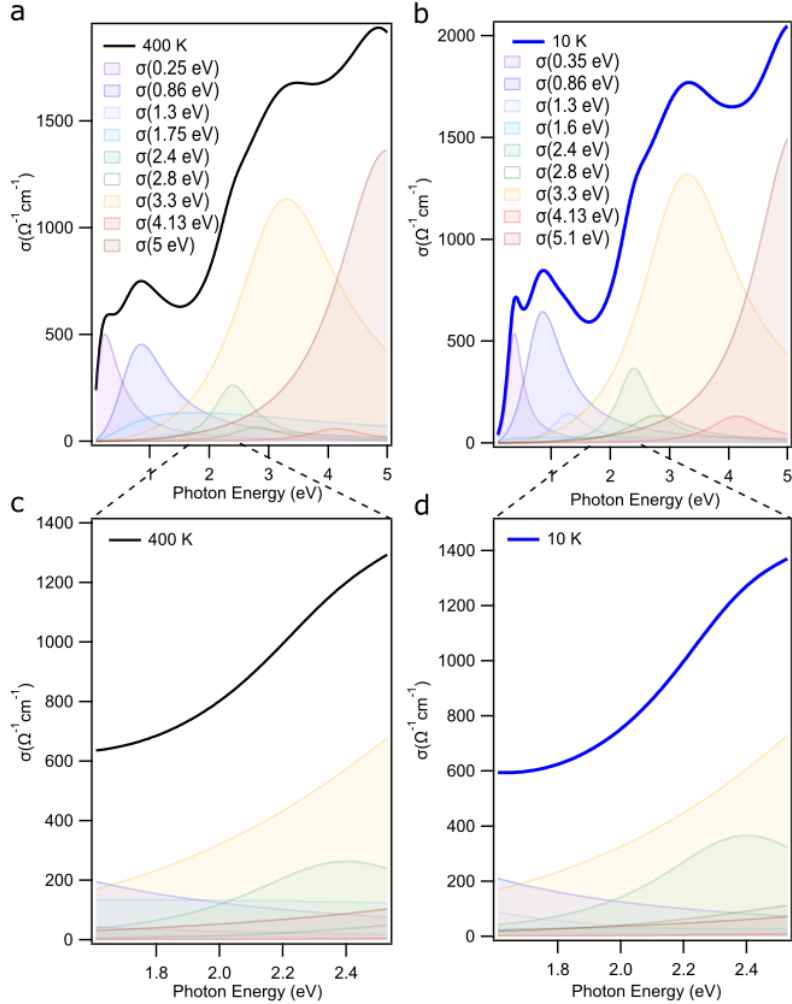 a
400 K
σ(0.25 eV)
σ(0.86 eV)
σ(1.3 eV)
σ(1.75 eV)
σ(2.4 eV)
σ(2.8 eV)
σ(3.3 eV)
σ(4.13 eV)
σ(5 eV)
σ(Ω⁻¹cm⁻¹)
1500
1000
500
0
1 2 3 4 5
Photon Energy (eV)
b
10 K
σ(0.35 eV)
σ(0.86 eV)
σ(1.3 eV)
σ(1.6 eV)
σ(2.4 eV)
σ(2.8 eV)
σ(3.3 eV)
σ(4.13 eV)
σ(5.1 eV)
σ(Ω⁻¹cm⁻¹)
2000
1500
1000
500
0
1 2 3 4 5
Photon Energy (eV)
c
400 K
σ(Ω⁻¹cm⁻¹)
1400
1200
1000
800
600
400
200
0
1.8 2.0 2.2 2.4
Photon Energy (eV)
d
10 K
σ(Ω⁻¹cm⁻¹)
1400
1200
1000
800
600
400
200
0
1.8 2.0 2.2 2.4
Photon Energy (eV)